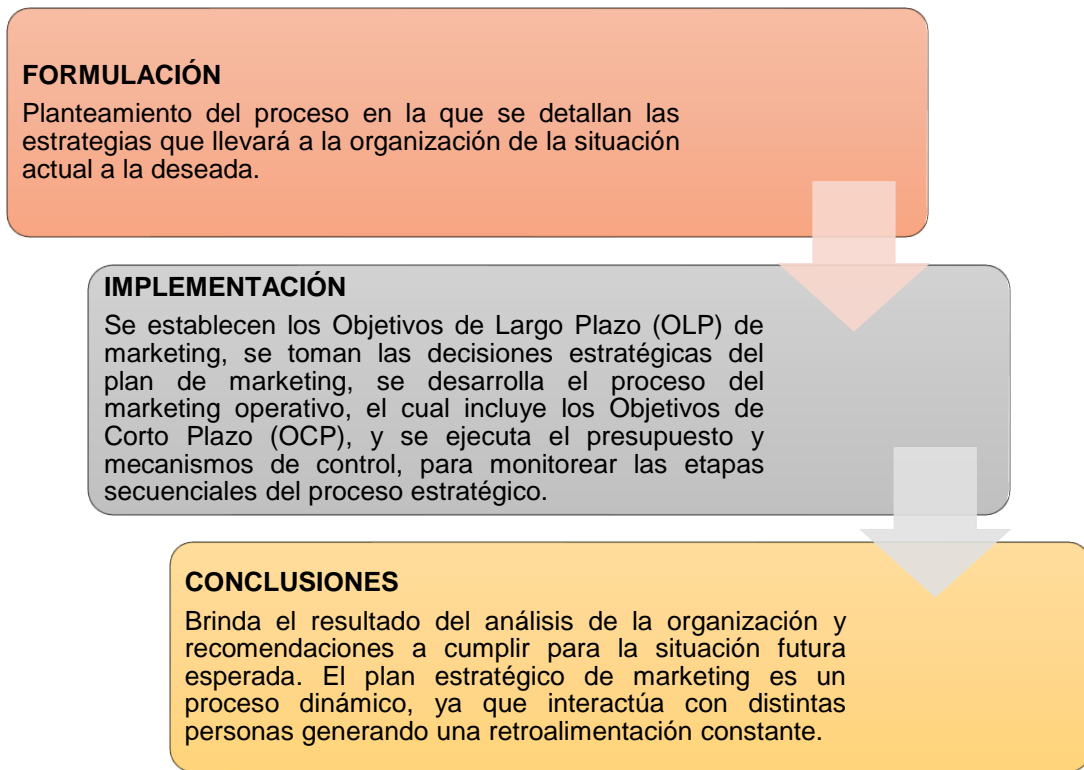 FORMULACIÓN
Planteamiento del proceso en la que se detallan las
estrategias que llevará a la organización de la situación
actual a la deseada.
IMPLEMENTACIÓN
Se establecen los Objetivos de Largo Plazo (OLP) de
marketing, se toman las decisiones estratégicas del
plan de marketing, se desarrolla el proceso del
marketing operativo, el cual incluye los Objetivos de
Corto Plazo (OCP), y se ejecuta el presupuesto y
mecanismos de control, para monitorear las etapas
secuenciales del proceso estratégico.
CONCLUSIONES
Brinda el resultado del análisis de la organización y
recomendaciones a cumplir para la situación futura
esperada. El plan estratégico de marketing es un
proceso dinámico, ya que interactúa con distintas
personas generando una retroalimentación constante.